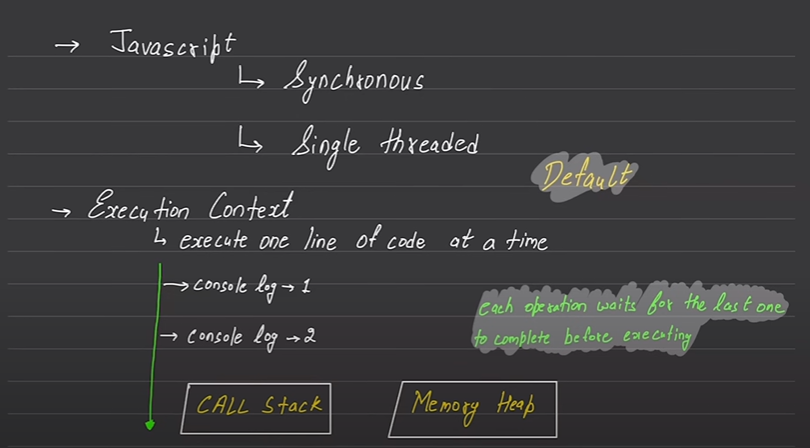 → Javascript
↳ Synchronous
↳ Single threaded
Default
→ Execution Context
↳ execute one line of code at a time
→ console log → 1
→ console log → 2
each operation waits for the last one
to complete before executing
CALL Stack
Memory Heap